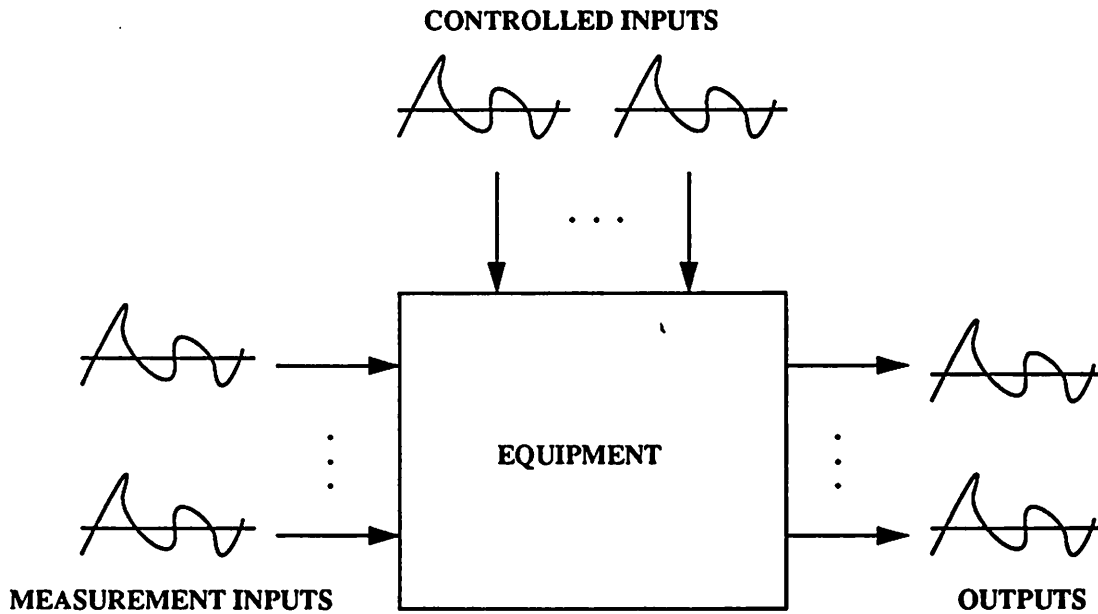 CONTROLLED INPUTS
EQUIPMENT
MEASUREMENT INPUTS
OUTPUTS